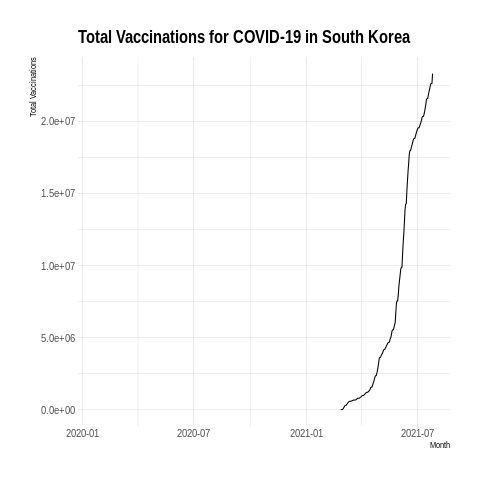 Total Vaccinations for COVID-19 in South Korea
Total Vaccinations
2.0e+07
1.5e+07
1.0e+07
5.0e+06
0.0e+00
2020-01
2020-07
2021-01
2021-07
Month